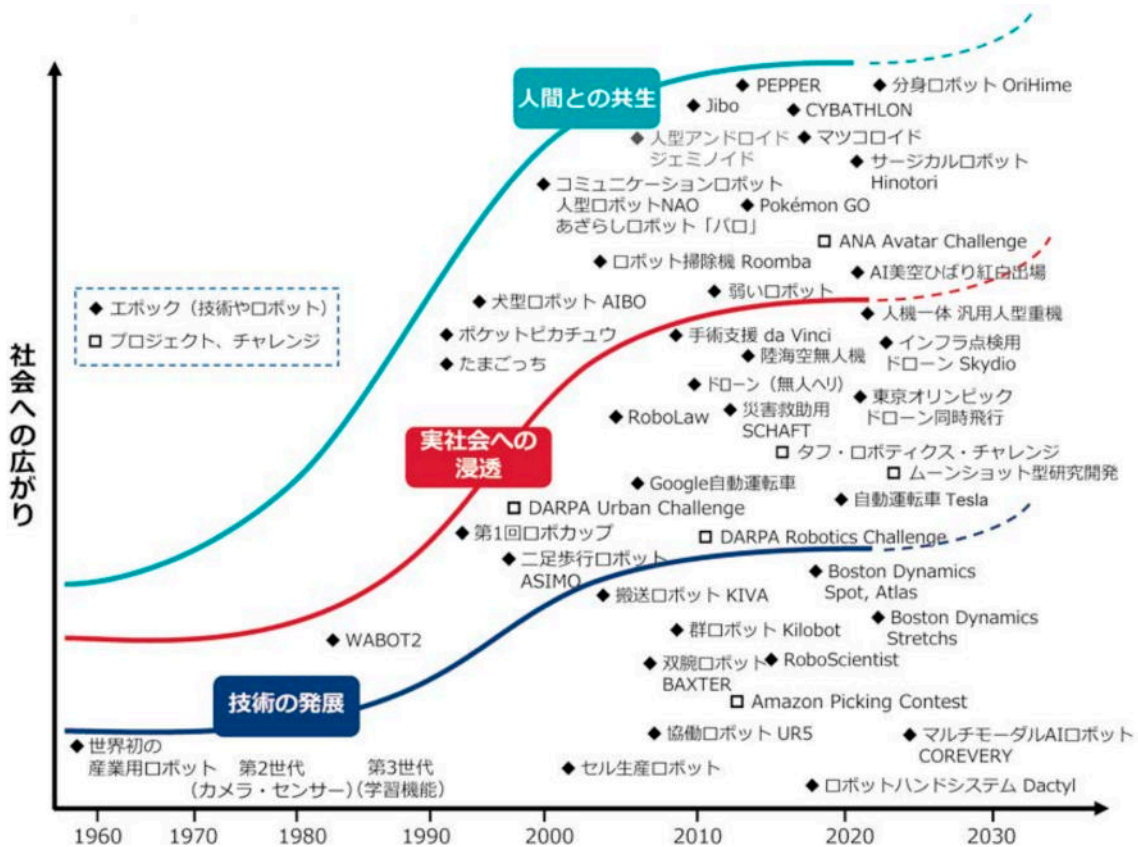 人間との共生
PEPPER
分身ロボット OriHime
Jibo
CYBATHLON
人型アンドロイド
ジェミノイド
マツコロイド
サージカルロボット
Hinotori
コミュニケーションロボット
人型ロボットNAO
あざらしロボット「パロ」
Pokémon GO
ANA Avatar Challenge
ロボット掃除機 Roomba
AI美空ひばり紅白出場
エポック（技術やロボット）
プロジェクト、チャレンジ
犬型ロボット AIBO
弱いロボット
人機一体 汎用人型重機
ポケットピカチュウ
手術支援 da Vinci
インフラ点検用
ドローン Skydio
たまごっち
陸海空無人機
ドローン（無人ヘリ）
東京オリンピック
ドローン同時飛行
RoboLaw
災害救助用
SCHAFT
社会への広がり
実社会への
浸透
タフ・ロボティクス・チャレンジ
ムーンショット型研究開発
Google自動運転車
自動運転車 Tesla
DARPA Urban Challenge
第1回ロボカップ
DARPA Robotics Challenge
二足歩行ロボット
ASIMO
Boston Dynamics
Spot, Atlas
搬送ロボット KIVA
Boston Dynamics
Stretchs
WABOT2
群ロボット Kilobot
双腕ロボット
BAXTER
RoboScientist
技術の発展
Amazon Picking Contest
協働ロボット UR5
マルチモーダルAIロボット
COREVERY
世界初の
産業用ロボット
第2世代
（カメラ・センサー）
第3世代
（学習機能）
セル生産ロボット
ロボットハンドシステム Dactyl
1960
1970
1980
1990
2000
2010
2020
2030